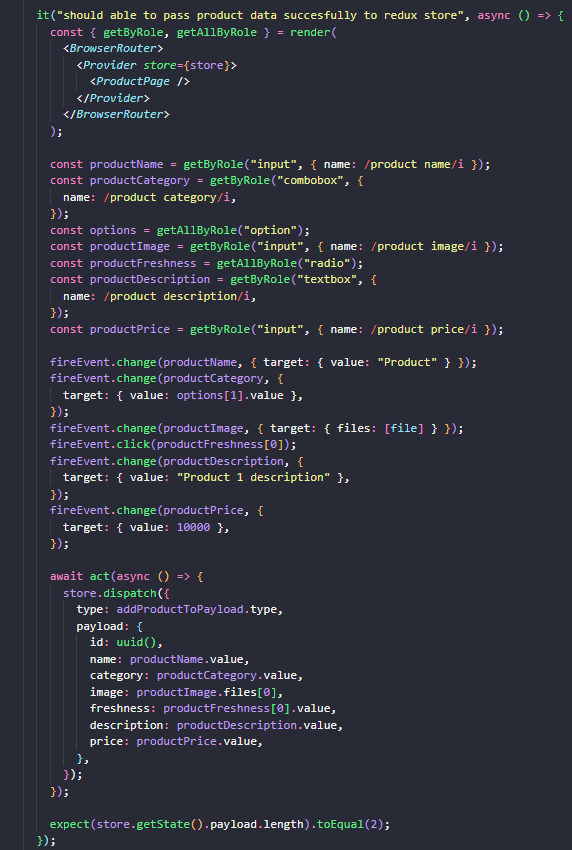 it("should able to pass product data succesfully to redux store", async () => {
const { getByRole, getAllByRole } = render(
<BrowserRouter>
<Provider store={store}>
<ProductPage />
</Provider>
</BrowserRouter>
);
const productName = getByRole("input", { name: /product name/i });
const productCategory = getByRole("combobox", {
name: /product category/i,
});
const options = getAllByRole("option");
const productImage = getByRole("input", { name: /product image/i });
const productFreshness = getAllByRole("radio");
const productDescription = getByRole("textbox", {
name: /product description/i,
});
const productPrice = getByRole("input", { name: /product price/i });
fireEvent.change(productName, { target: { value: "Product" } });
fireEvent.change(productCategory, {
target: { value: options[1].value },
});
fireEvent.change(productImage, { target: { files: [file] } });
fireEvent.click(productFreshness[0]);
fireEvent.change(productDescription, {
target: { value: "Product 1 description" },
});
fireEvent.change(productPrice, {
target: { value: 10000 },
});
await act(async () => {
store.dispatch({
type: addProductToPayload.type,
payload: {
id: uuid(),
name: productName.value,
category: productCategory.value,
image: productImage.files[0],
freshness: productFreshness[0].value,
description: productDescription.value,
price: productPrice.value,
},
});
});
expect(store.getState().payload.length).toEqual(2);
});